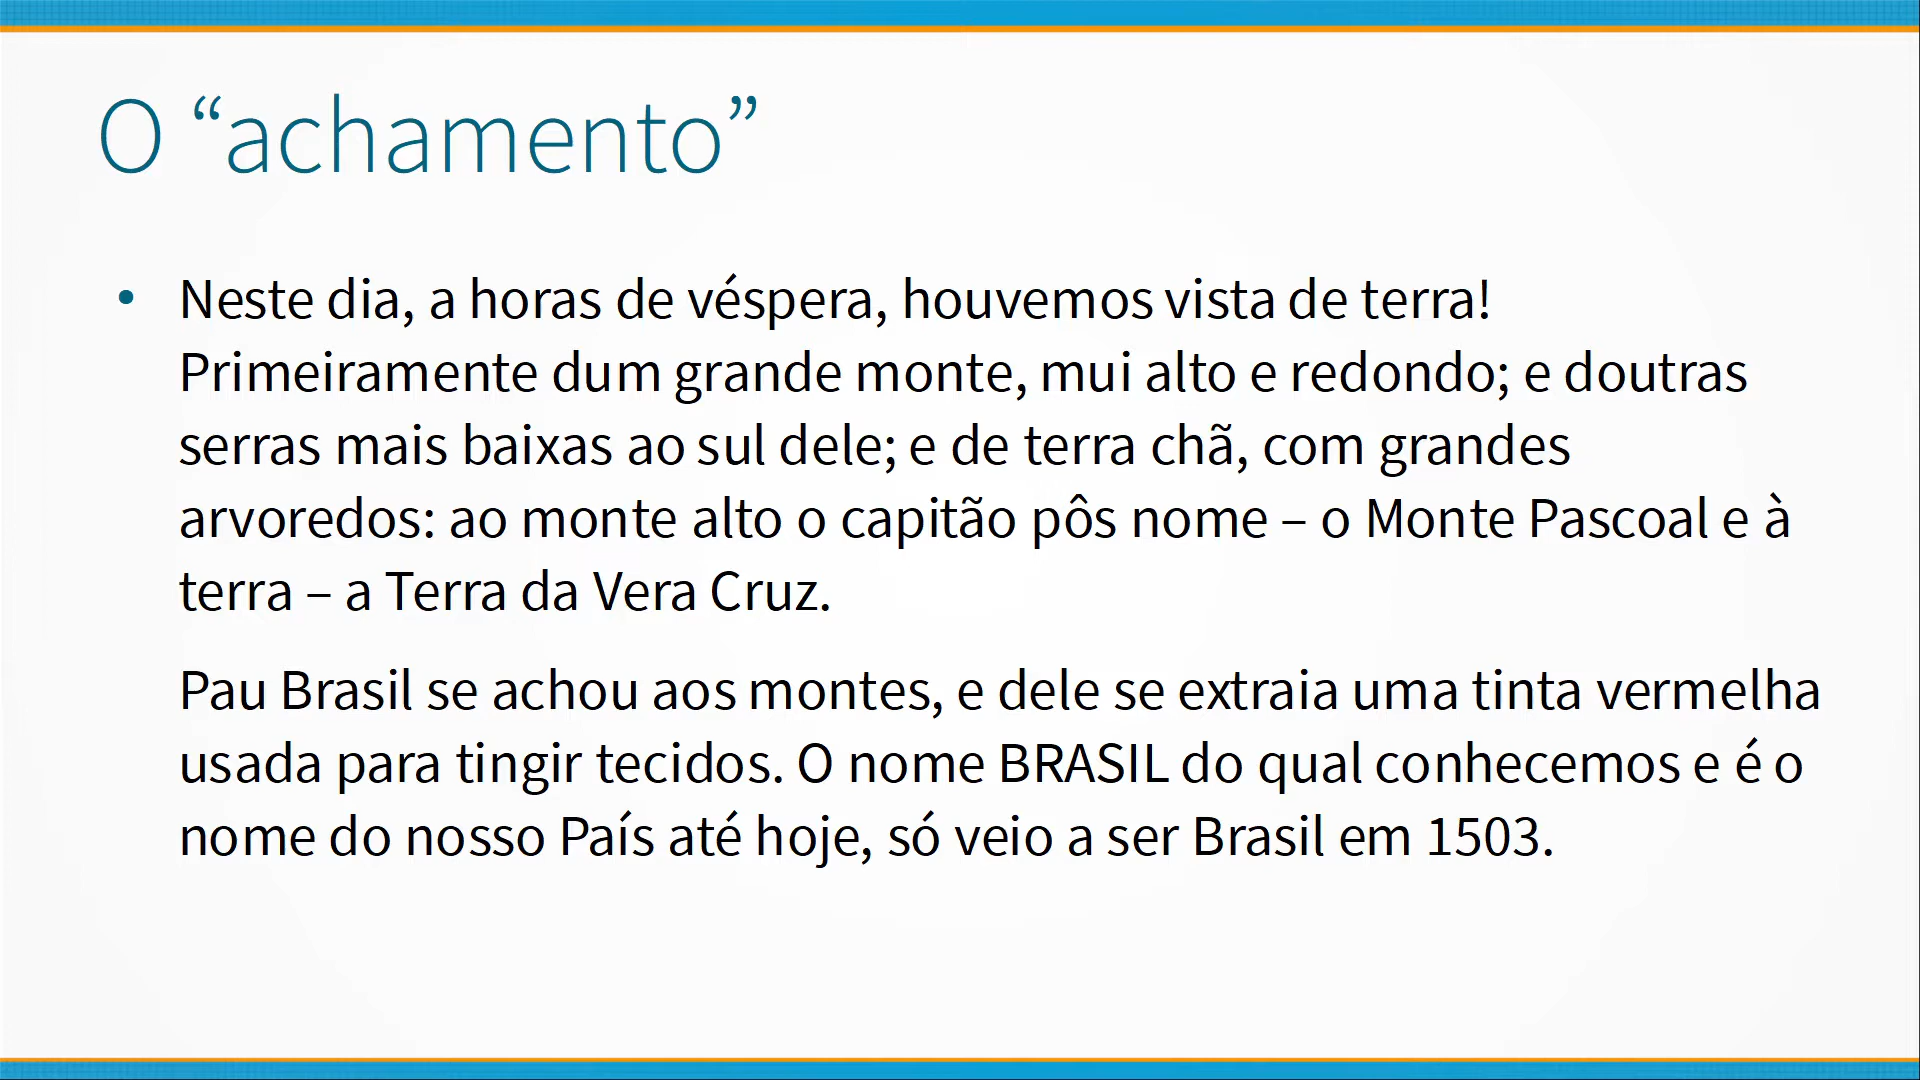 O “achamento”
• Neste dia, a horas de véspera, houvemos vista de terra!
Primeiramente dum grande monte, mui alto e redondo; e doutras
serras mais baixas ao sul dele; e de terra chã, com grandes
arvoredos: ao monte alto o capitão pôs nome – o Monte Pascoal e à
terra – a Terra da Vera Cruz.
Pau Brasil se achou aos montes, e dele se extraia uma tinta vermelha
usada para tingir tecidos. O nome BRASIL do qual conhecemos e é o
nome do nosso País até hoje, só veio a ser Brasil em 1503.